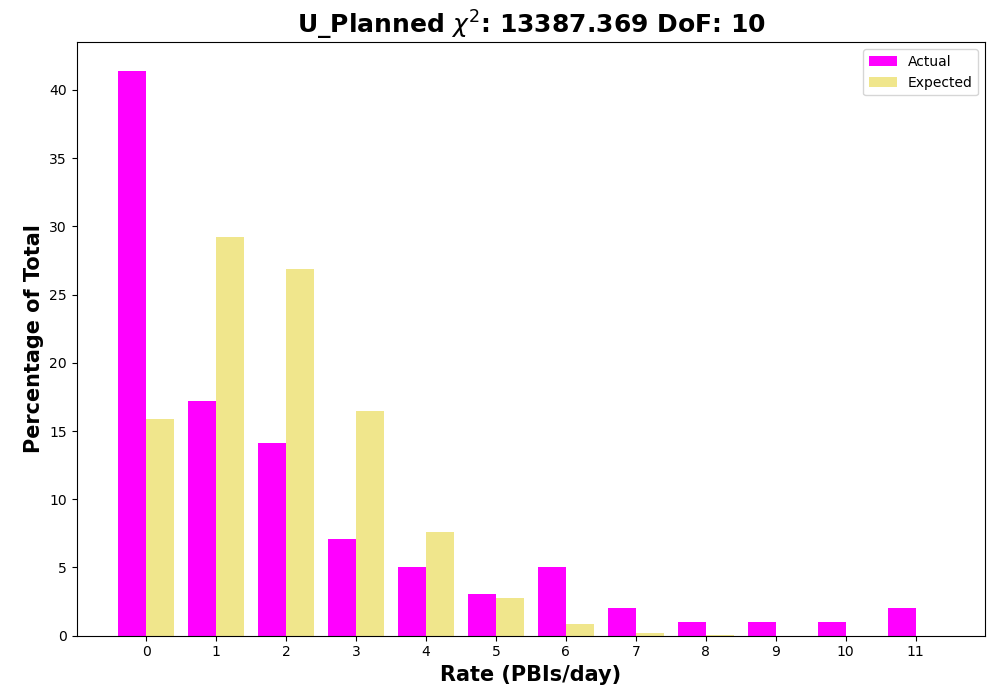 U_Planned χ²: 13387.369 DoF: 10
Actual
Expected
Percentage of Total
40
35
30
25
20
15
10
5
0
0 1 2 3 4 5 6 7 8 9 10 11
Rate (PBIs/day)